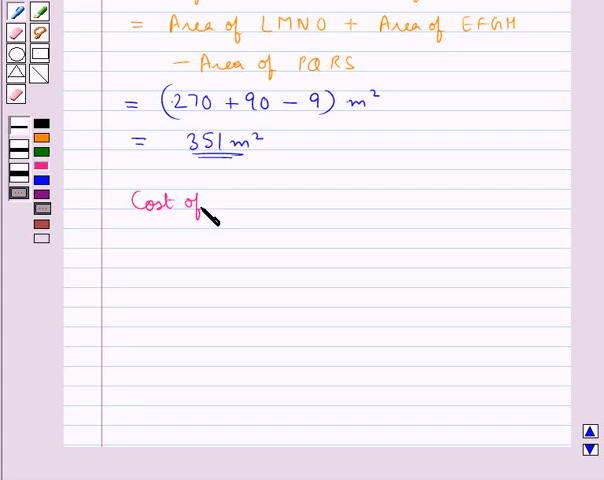 = Area of LMNO + Area of EFGH
- Area of PQRS
= (270 + 90 - 9) m²
= 351 m²
Cost of